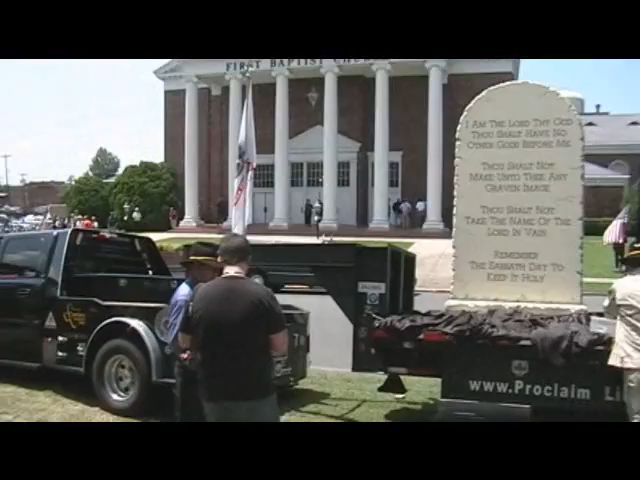 FIRST BAPTIST
I AM THE LORD THY GOD
THOU SHALT HAVE NO
OTHER GODS BEFORE ME.
THOU SHALT NOT
MAKE UNTO THEE ANY
GRAVEN IMAGE
THOU SHALT NOT
TAKE THE NAME OF THE
LORD IN VAIN
REMEMBER
THE SABBATH DAY TO
KEEP IT HOLY
www.Proclaim Li